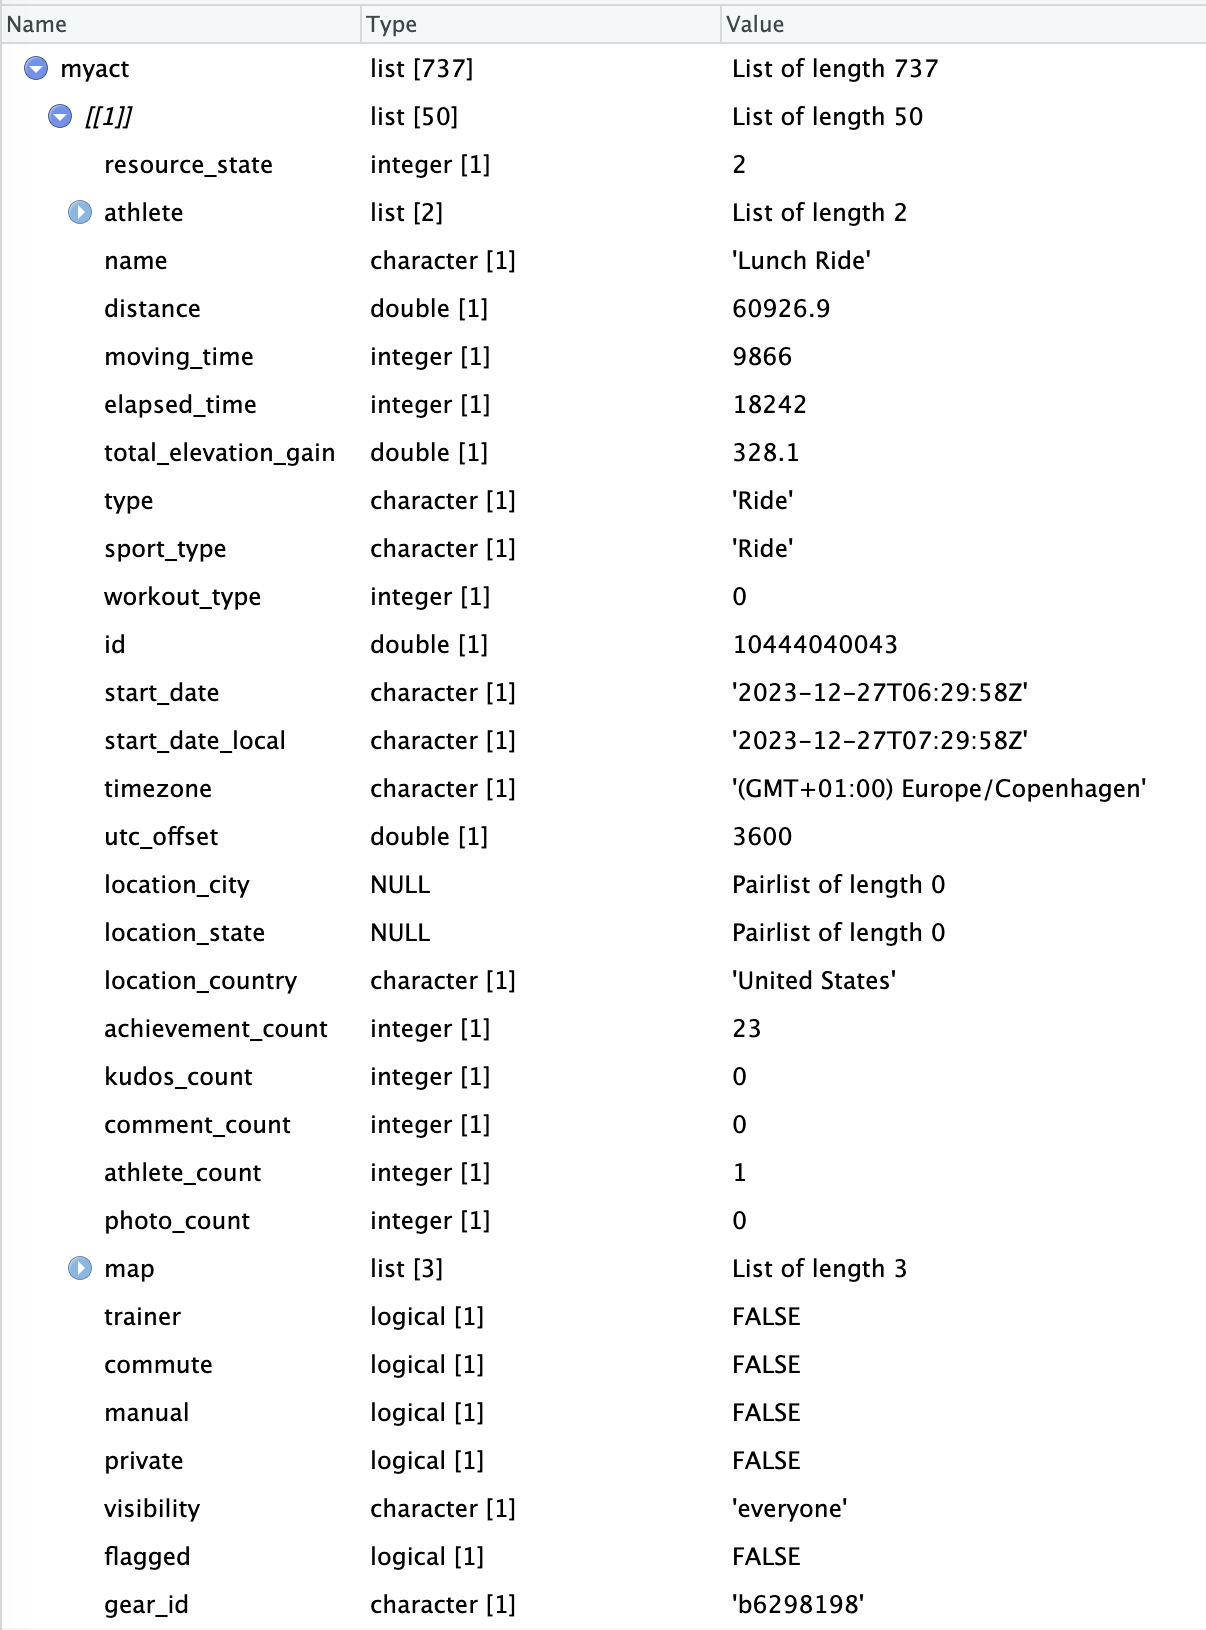 Name Type Value
myact list [737] List of length 737
[[1]] list [50] List of length 50
resource_state integer [1] 2
athlete list [2] List of length 2
name character [1] 'Lunch Ride'
distance double [1] 60926.9
moving_time integer [1] 9866
elapsed_time integer [1] 18242
total_elevation_gain double [1] 328.1
type character [1] 'Ride'
sport_type character [1] 'Ride'
workout_type integer [1] 0
id double [1] 10444040043
start_date character [1] '2023-12-27T06:29:58Z'
start_date_local character [1] '2023-12-27T07:29:58Z'
timezone character [1] '(GMT+01:00) Europe/Copenhagen'
utc_offset double [1] 3600
location_city NULL Pairlist of length 0
location_state NULL Pairlist of length 0
location_country character [1] 'United States'
achievement_count integer [1] 23
kudos_count integer [1] 0
comment_count integer [1] 0
athlete_count integer [1] 1
photo_count integer [1] 0
map list [3] List of length 3
trainer logical [1] FALSE
commute logical [1] FALSE
manual logical [1] FALSE
private logical [1] FALSE
visibility character [1] 'everyone'
flagged logical [1] FALSE
gear_id character [1] 'b6298198'